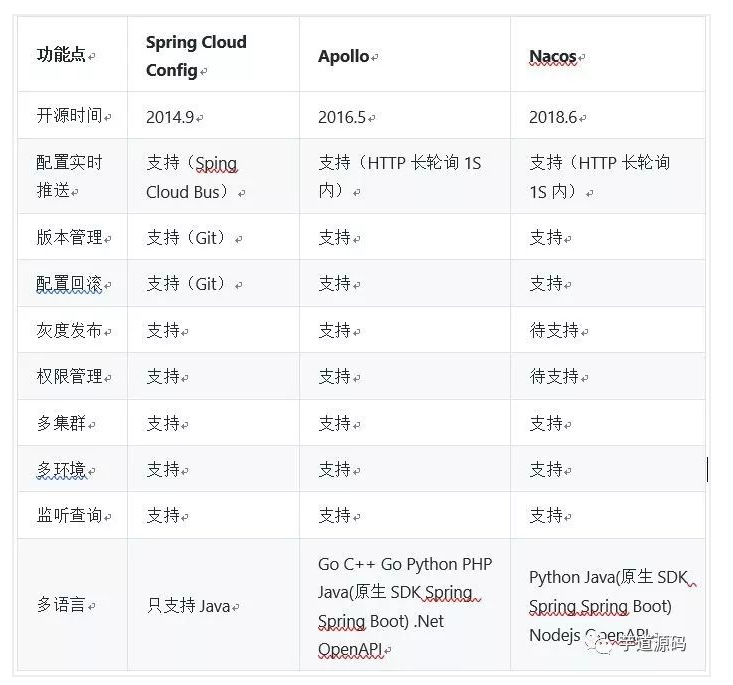 功能点
Spring Cloud
Config
Apollo
Nacos
开源时间
2014.9
2016.5
2018.6
配置实时
推送
支持（Sping
Cloud Bus）
支持（HTTP 长轮询 1S
内）
支持（HTTP 长轮询
1S 内）
版本管理
支持（Git）
支持
支持
配置回滚
支持（Git）
支持
支持
灰度发布
支持
支持
待支持
权限管理
支持
支持
待支持
多集群
支持
支持
支持
多环境
支持
支持
支持
监听查询
支持
支持
支持
多语言
只支持 Java
Go C++ Go Python PHP
Java(原生 SDK Spring
Spring Boot) .Net
OpenAPI
Python Java(原生 SDK
Spring Spring Boot)
Nodejs OpenAPI
芋道源码